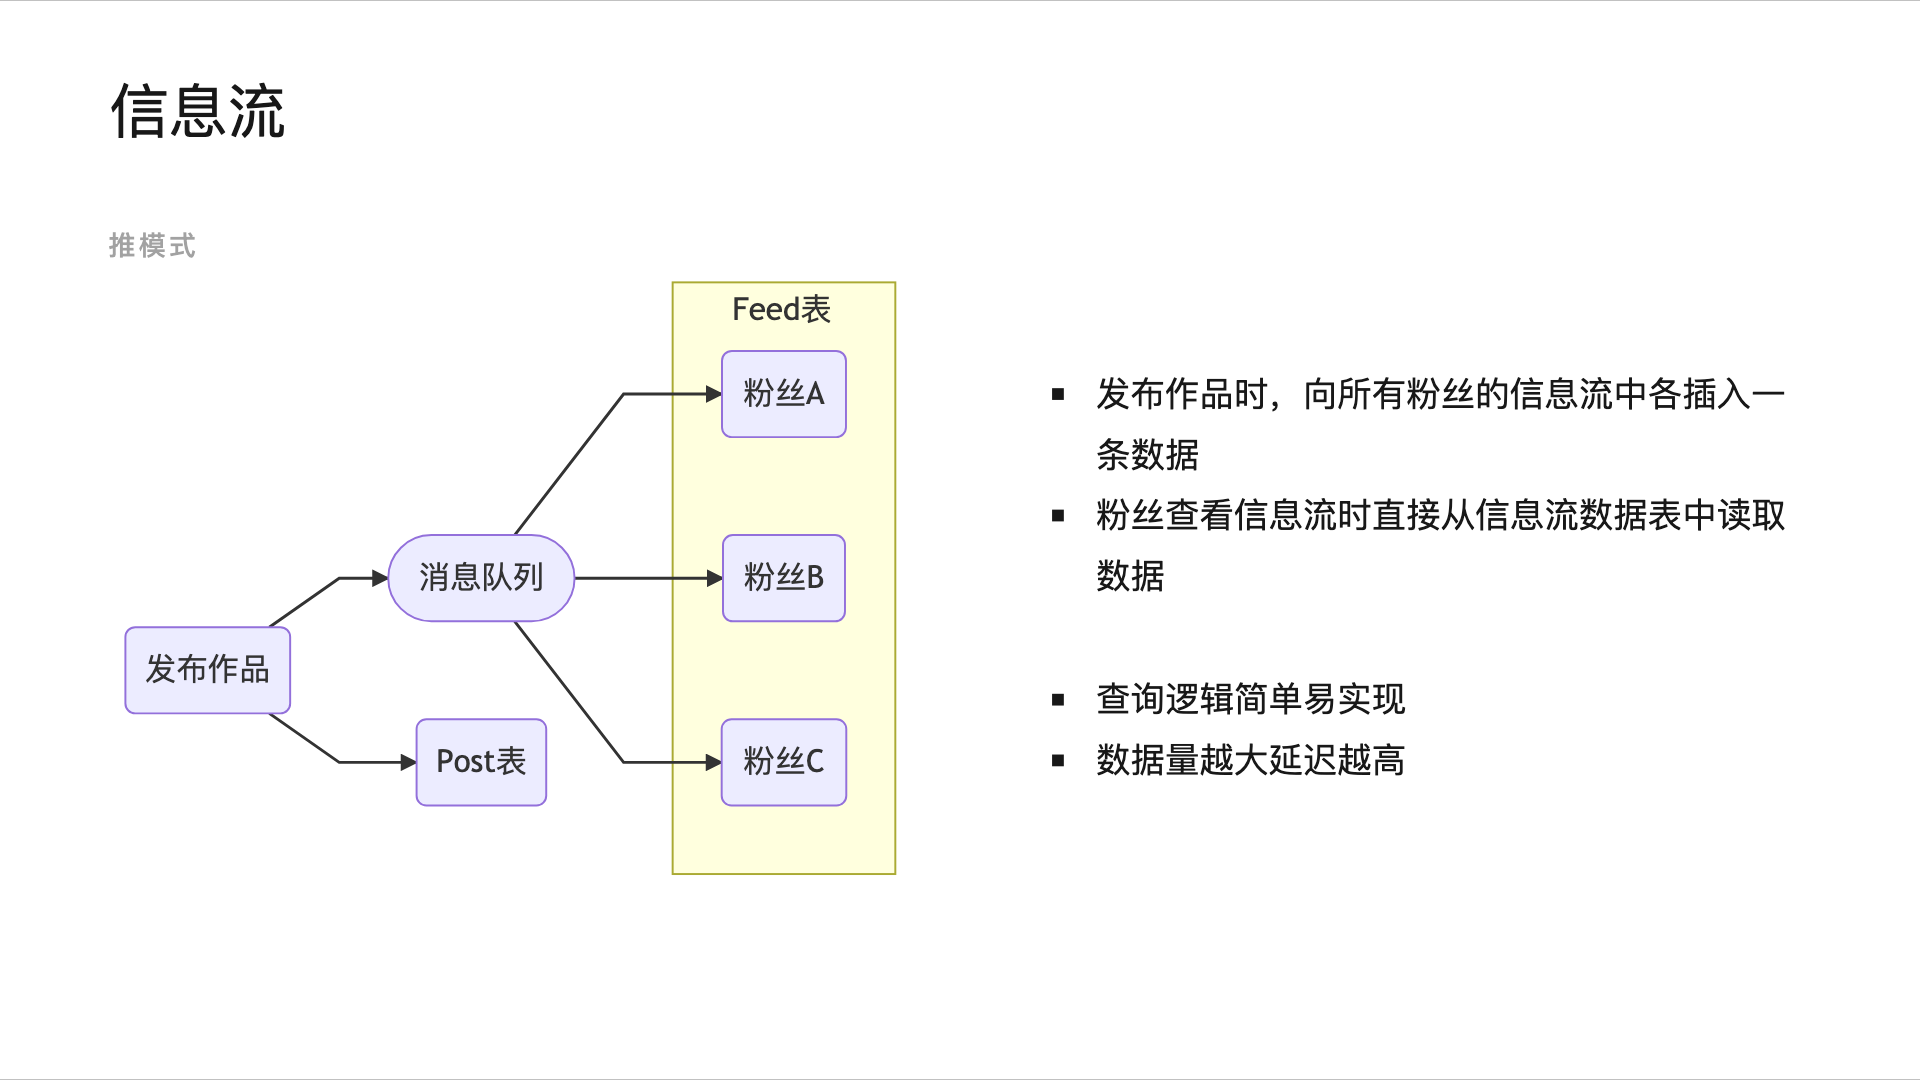 信息流
推模式
Feed表
粉丝A
消息队列
粉丝B
发布作品
Post表
粉丝C
发布作品时，向所有粉丝的信息流中各插入一
条数据
粉丝查看信息流时直接从信息流数据表中读取
数据
查询逻辑简单易实现
数据量越大延迟越高